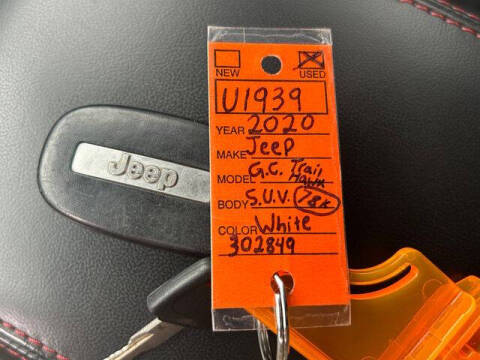 NEW USED
U1939
YEAR 2020
MAKE Jeep
MODEL G.C. Trail Hawk
BODY S.U.V. 78K
COLOR White
302849
Jeep